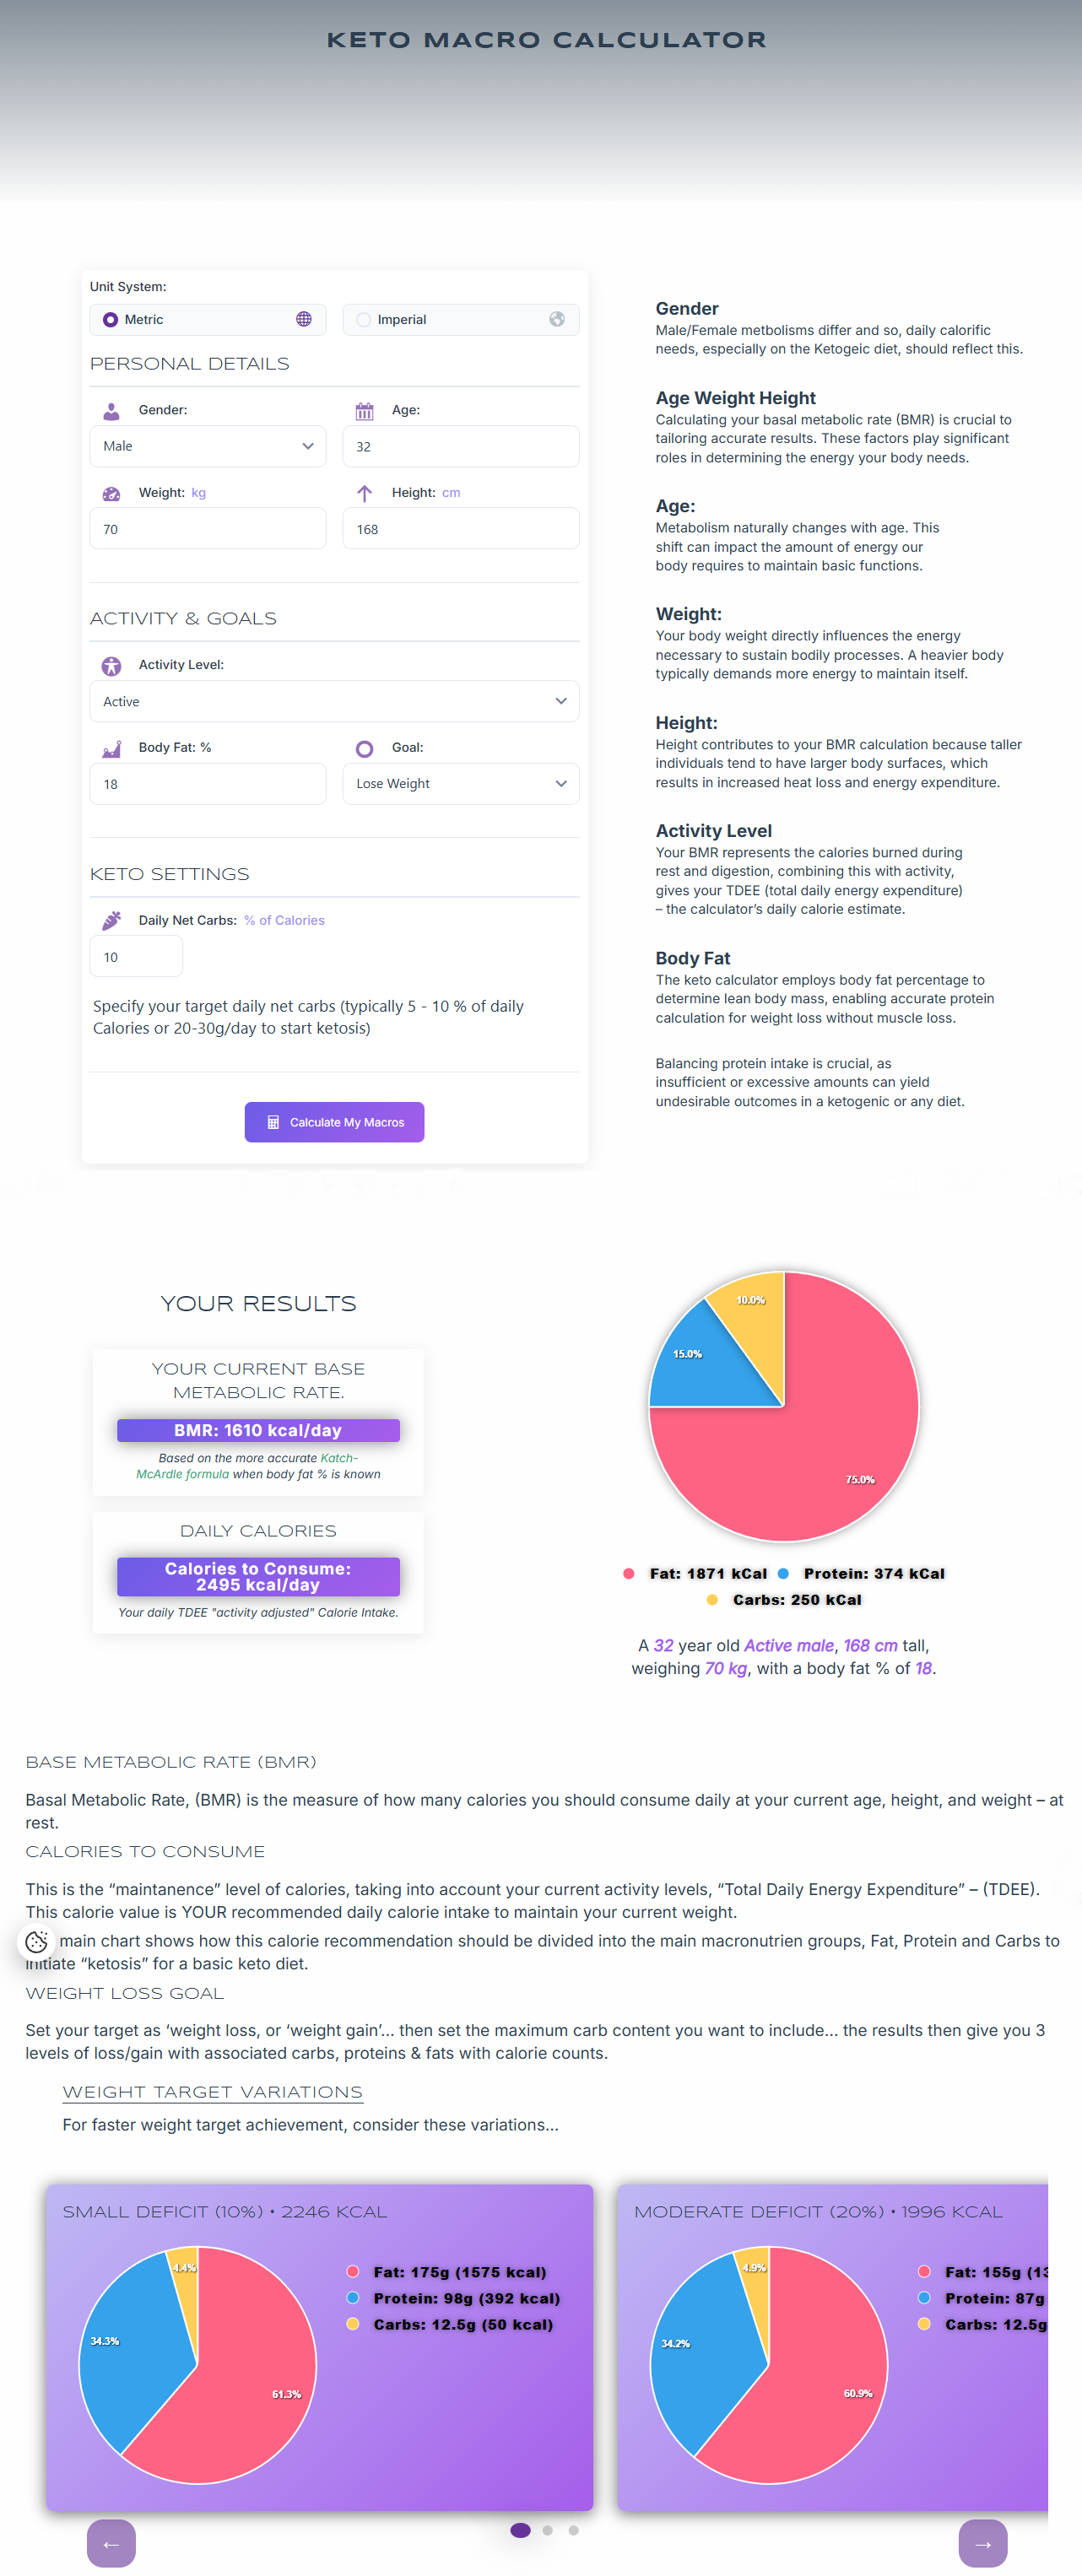 KETO MACRO CALCULATOR
Unit System:
Metric
Imperial
PERSONAL DETAILS
Gender:
Age:
Male
32
Weight: kg
Height: cm
70
168
ACTIVITY & GOALS
Activity Level:
Active
Body Fat: %
Goal:
18
Lose Weight
KETO SETTINGS
Daily Net Carbs: % of Calories
10
Specify your target daily net carbs (typically 5 - 10 % of daily
Calories or 20-30g/day to start ketosis)
Calculate My Macros
Gender
Male/Female metbolisms differ and so, daily calorific
needs, especially on the Ketogeic diet, should reflect this.
Age Weight Height
Calculating your basal metabolic rate (BMR) is crucial to
tailoring accurate results. These factors play significant
roles in determining the energy your body needs.
Age:
Metabolism naturally changes with age. This
shift can impact the amount of energy our
body requires to maintain basic functions.
Weight:
Your body weight directly influences the energy
necessary to sustain bodily processes. A heavier body
typically demands more energy to maintain itself.
Height:
Height contributes to your BMR calculation because taller
individuals tend to have larger body surfaces, which
results in increased heat loss and energy expenditure.
Activity Level
Your BMR represents the calories burned during
rest and digestion, combining this with activity,
gives your TDEE (total daily energy expenditure)
– the calculator’s daily calorie estimate.
Body Fat
The keto calculator employs body fat percentage to
determine lean body mass, enabling accurate protein
calculation for weight loss without muscle loss.
Balancing protein intake is crucial, as
insufficient or excessive amounts can yield
undesirable outcomes in a ketogenic or any diet.
YOUR RESULTS
YOUR CURRENT BASE
METABOLIC RATE.
BMR: 1610 kcal/day
Based on the more accurate Katch-
McArdle formula when body fat % is known
DAILY CALORIES
Calories to Consume:
2495 kcal/day
Your daily TDEE "activity adjusted" Calorie Intake.
10.0%
15.0%
75.0%
Fat: 1871 kCal
Protein: 374 kCal
Carbs: 250 kCal
A 32 year old Active male, 168 cm tall,
weighing 70 kg, with a body fat % of 18.
BASE METABOLIC RATE (BMR)
Basal Metabolic Rate, (BMR) is the measure of how many calories you should consume daily at your current age, height, and weight – at
rest.
CALORIES TO CONSUME
This is the “maintanence” level of calories, taking into account your current activity levels, “Total Daily Energy Expenditure” – (TDEE).
This calorie value is YOUR recommended daily calorie intake to maintain your current weight.
main chart shows how this calorie recommendation should be divided into the main macronutrien groups, Fat, Protein and Carbs to
initiate “ketosis” for a basic keto diet.
WEIGHT LOSS GOAL
Set your target as ‘weight loss, or ‘weight gain’… then set the maximum carb content you want to include… the results then give you 3
levels of loss/gain with associated carbs, proteins & fats with calorie counts.
WEIGHT TARGET VARIATIONS
For faster weight target achievement, consider these variations…
SMALL DEFICIT (10%) • 2246 KCAL
4.4%
34.3%
61.3%
Fat: 175g (1575 kcal)
Protein: 98g (392 kcal)
Carbs: 12.5g (50 kcal)
MODERATE DEFICIT (20%) • 1996 KCAL
4.9%
34.2%
60.9%
Fat: 155g (13
Protein: 87g
Carbs: 12.5g
← →